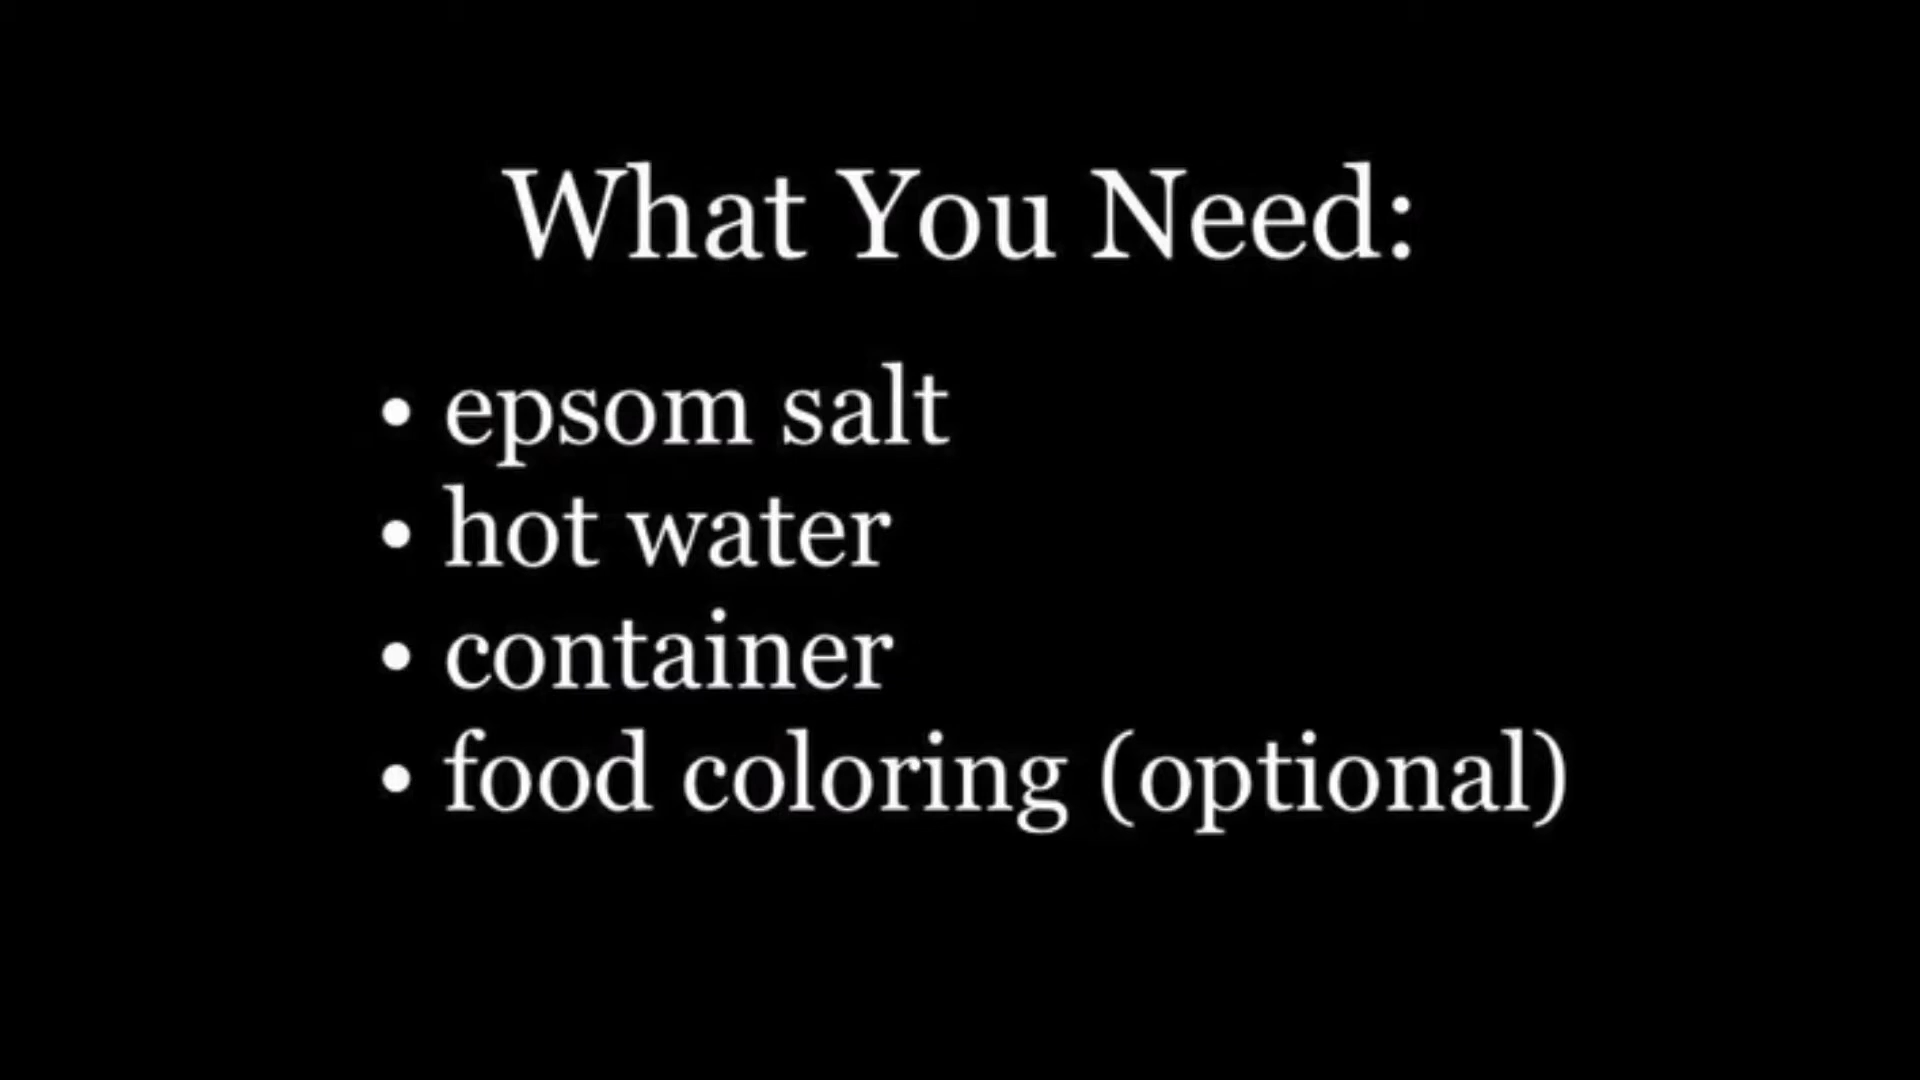 What You Need:
• epsom salt
• hot water
• container
• food coloring (optional)